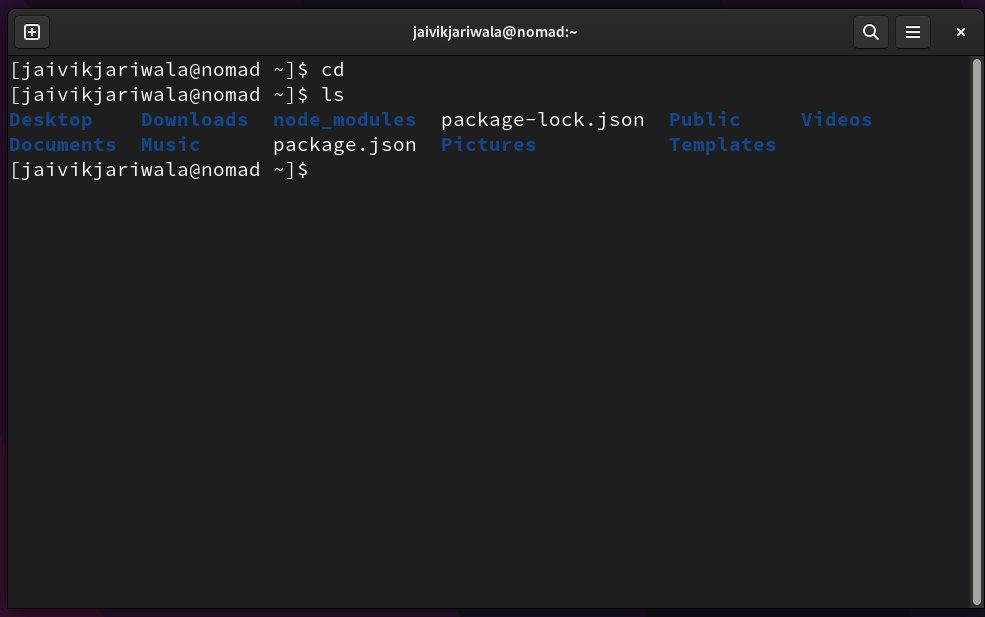 jaivikjariwala@nomad:~
[jaivikjariwala@nomad ~]$ cd
[jaivikjariwala@nomad ~]$ ls
Desktop    Downloads  node_modules  package-lock.json  Public     Videos
Documents  Music      package.json  Pictures           Templates
[jaivikjariwala@nomad ~]$